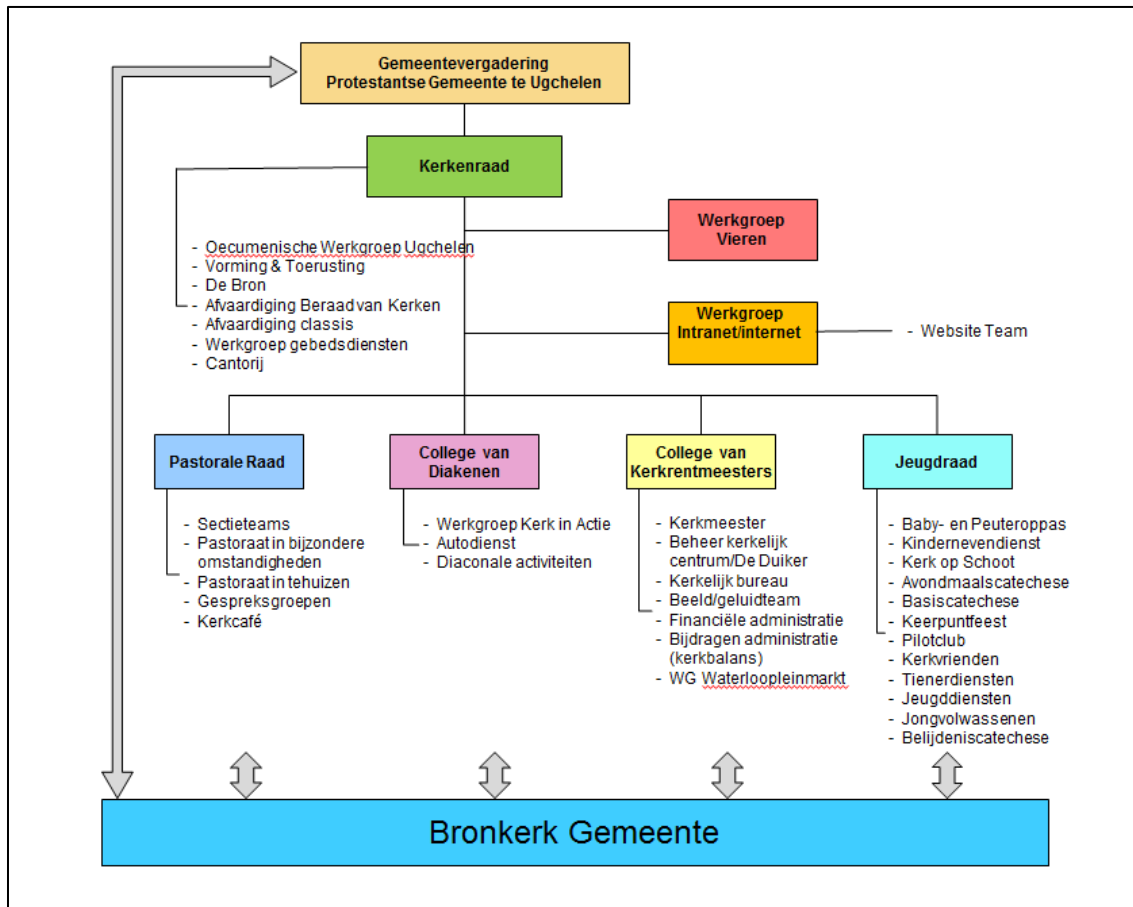 Gemeentevergadering
Protestantse Gemeente te Ugchelen
Kerkenraad
Werkgroep
Vieren
- Oecumenische Werkgroep Ugchelen
- Vorming & Toerusting
- De Bron
- Afvaardiging Beraad van Kerken
- Afvaardiging classis
- Werkgroep gebedsdiensten
- Cantorij
Werkgroep
Intranet/internet
- Website Team
Pastorale Raad
- Sectieteams
- Pastoraat in bijzondere
omstandigheden
- Pastoraat in tehuizen
- Gespreksgroepen
- Kerkcafé
College van
Diakenen
- Werkgroep Kerk in Actie
- Autodienst
- Diaconale activiteiten
College van
Kerkrentmeesters
- Kerkmeester
- Beheer kerkelijk
centrum/De Duiker
- Kerkelijk bureau
- Beeld/geluidteam
- Financiële administratie
- Bijdragen administratie
(kerkbalans)
- WG Waterloopleinmarkt
Jeugdraad
- Baby- en Peuteroppas
- Kindernevendienst
- Kerk op Schoot
- Avondmaalscatechese
- Basiscatechese
- Keerpuntfeest
- Pilotclub
- Kerkvrienden
- Tienerdiensten
- Jeugddiensten
- Jongvolwassenen
- Belijdeniscatechese
Bronkerk Gemeente